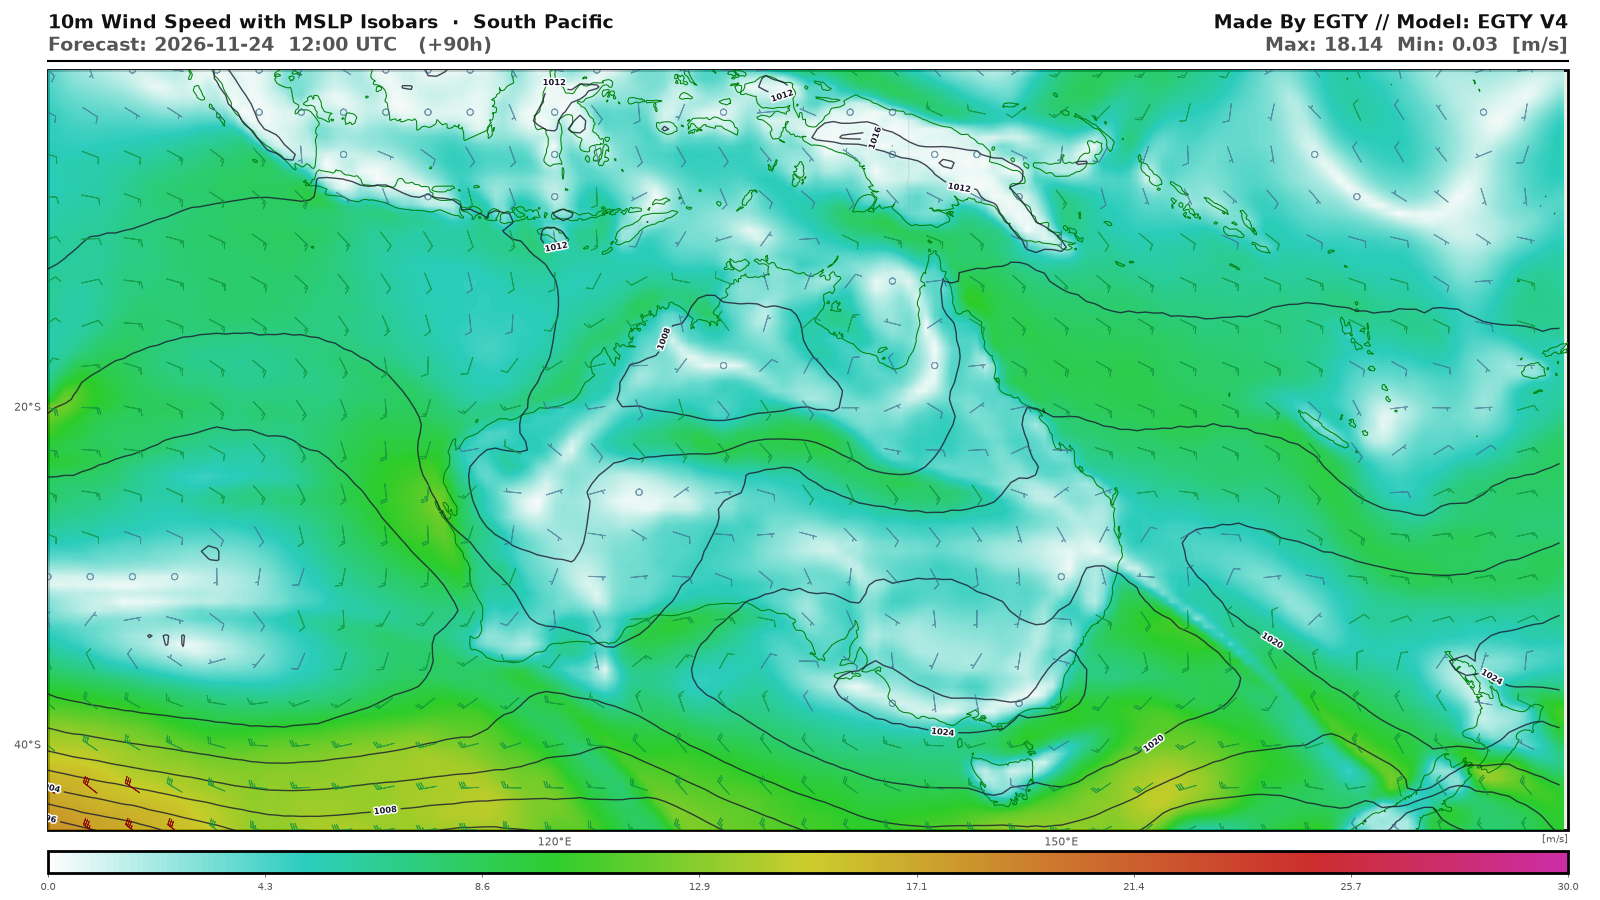 10m Wind Speed with MSLP Isobars · South Pacific
Made By EGTY // Model: EGTY V4
Forecast: 2026-11-24 12:00 UTC (+90h)
Max: 18.14 Min: 0.03 [m/s]
1012
1012
1016
1012
1012
1008
20°S
1020
1024
1024
1020
40°S
04
1008
96
120°E
150°E
[m/s]
0.0
4.3
8.6
12.9
17.1
21.4
25.7
30.0